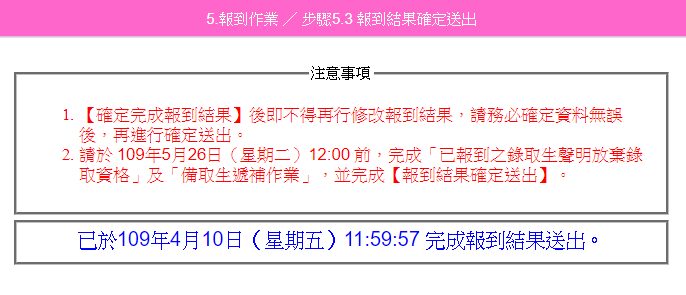 5.報到作業 ／ 步驟5.3 報到結果確定送出
注意事項
1. 【確定完成報到結果】後即不得再行修改報到結果，請務必確定資料無誤
後，再進行確定送出。
2. 請於 109年5月26日（星期二）12:00 前，完成「已報到之錄取生聲明放棄錄
取資格」及「備取生遞補作業」，並完成【報到結果確定送出】。
已於109年4月10日（星期五）11:59:57 完成報到結果送出。